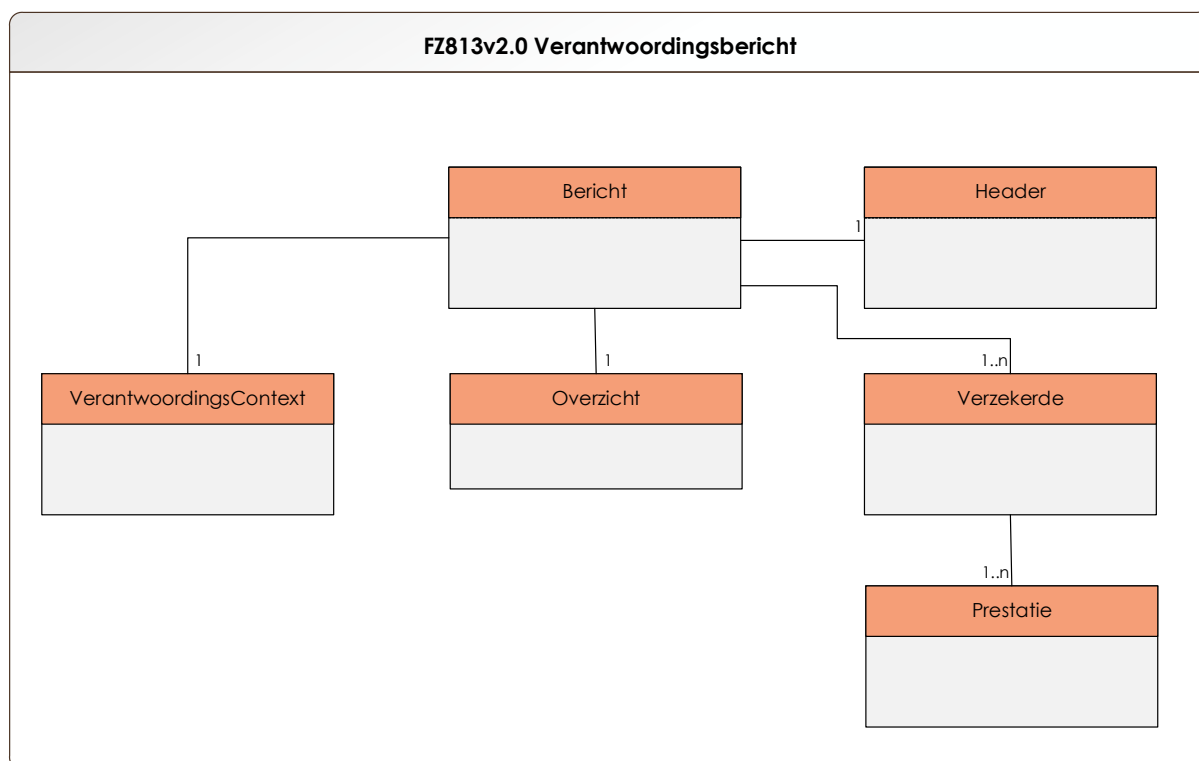 FZ813v2.0 Verantwoordingsbericht
Bericht
Header
1
1
1
1..n
VerantwoordingsContext
Overzicht
Verzekerde
1..n
Prestatie